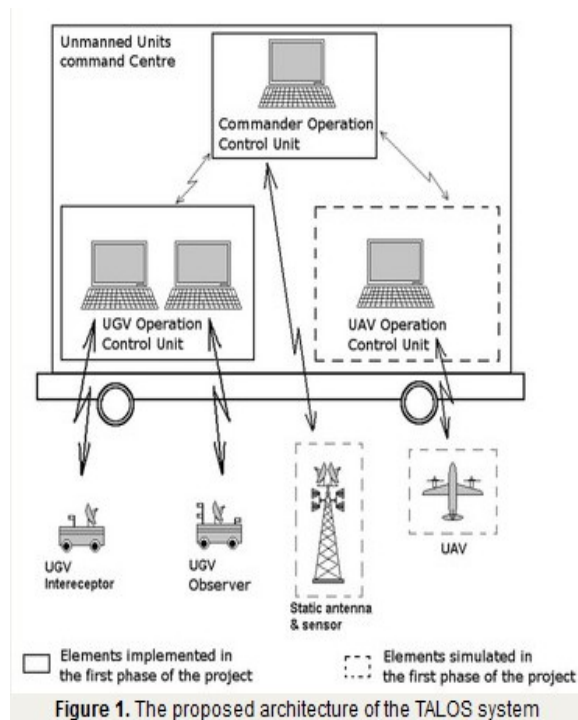 Unmanned Units
command Centre
Commander Operation
Control Unit
UGV Operation
Control Unit
UAV Operation
Control Unit
UGV
Intereceptor
UGV
Observer
Static antenna
& sensor
UAV
Elements implemented in
the first phase of the project
Elements simulated in
the first phase of the project
Figure 1. The proposed architecture of the TALOS system